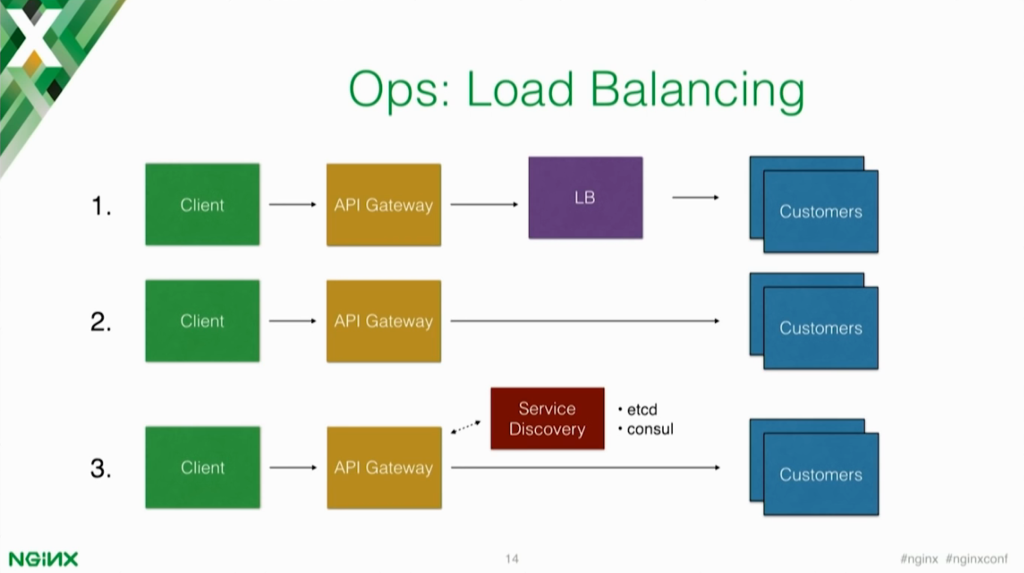 Ops: Load Balancing
1.
Client
API Gateway
LB
Customers
2.
Client
API Gateway
Customers
3.
Client
API Gateway
Service
Discovery
• etcd
• consul
Customers
NGINX
14
#nginx #nginxconf